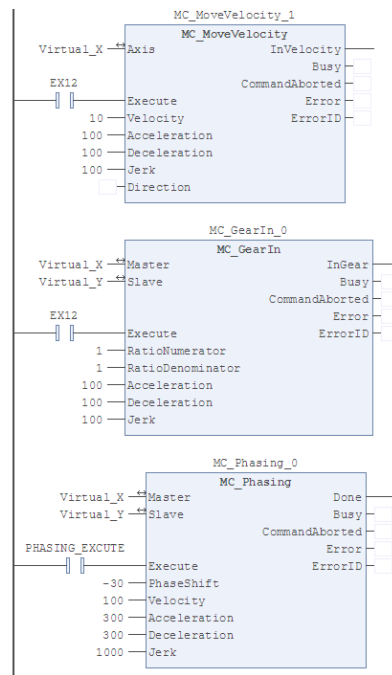 MC_MoveVelocity_1
MC_MoveVelocity
Virtual_X Axis InVelocity
Busy
EX12 CommandAborted
Execute Error
10 Velocity ErrorID
100 Acceleration
100 Deceleration
100 Jerk
Direction
MC_GearIn_0
MC_GearIn
Virtual_X Master InGear
Virtual_Y Slave Busy
CommandAborted
EX12 Error
Execute ErrorID
1 RatioNumerator
1 RatioDenominator
100 Acceleration
100 Deceleration
100 Jerk
MC_Phasing_0
MC_Phasing
Virtual_X Master Done
Virtual_Y Slave Busy
CommandAborted
PHASING_EXCUTE Error
Execute ErrorID
-30 PhaseShift
100 Velocity
300 Acceleration
300 Deceleration
1000 Jerk